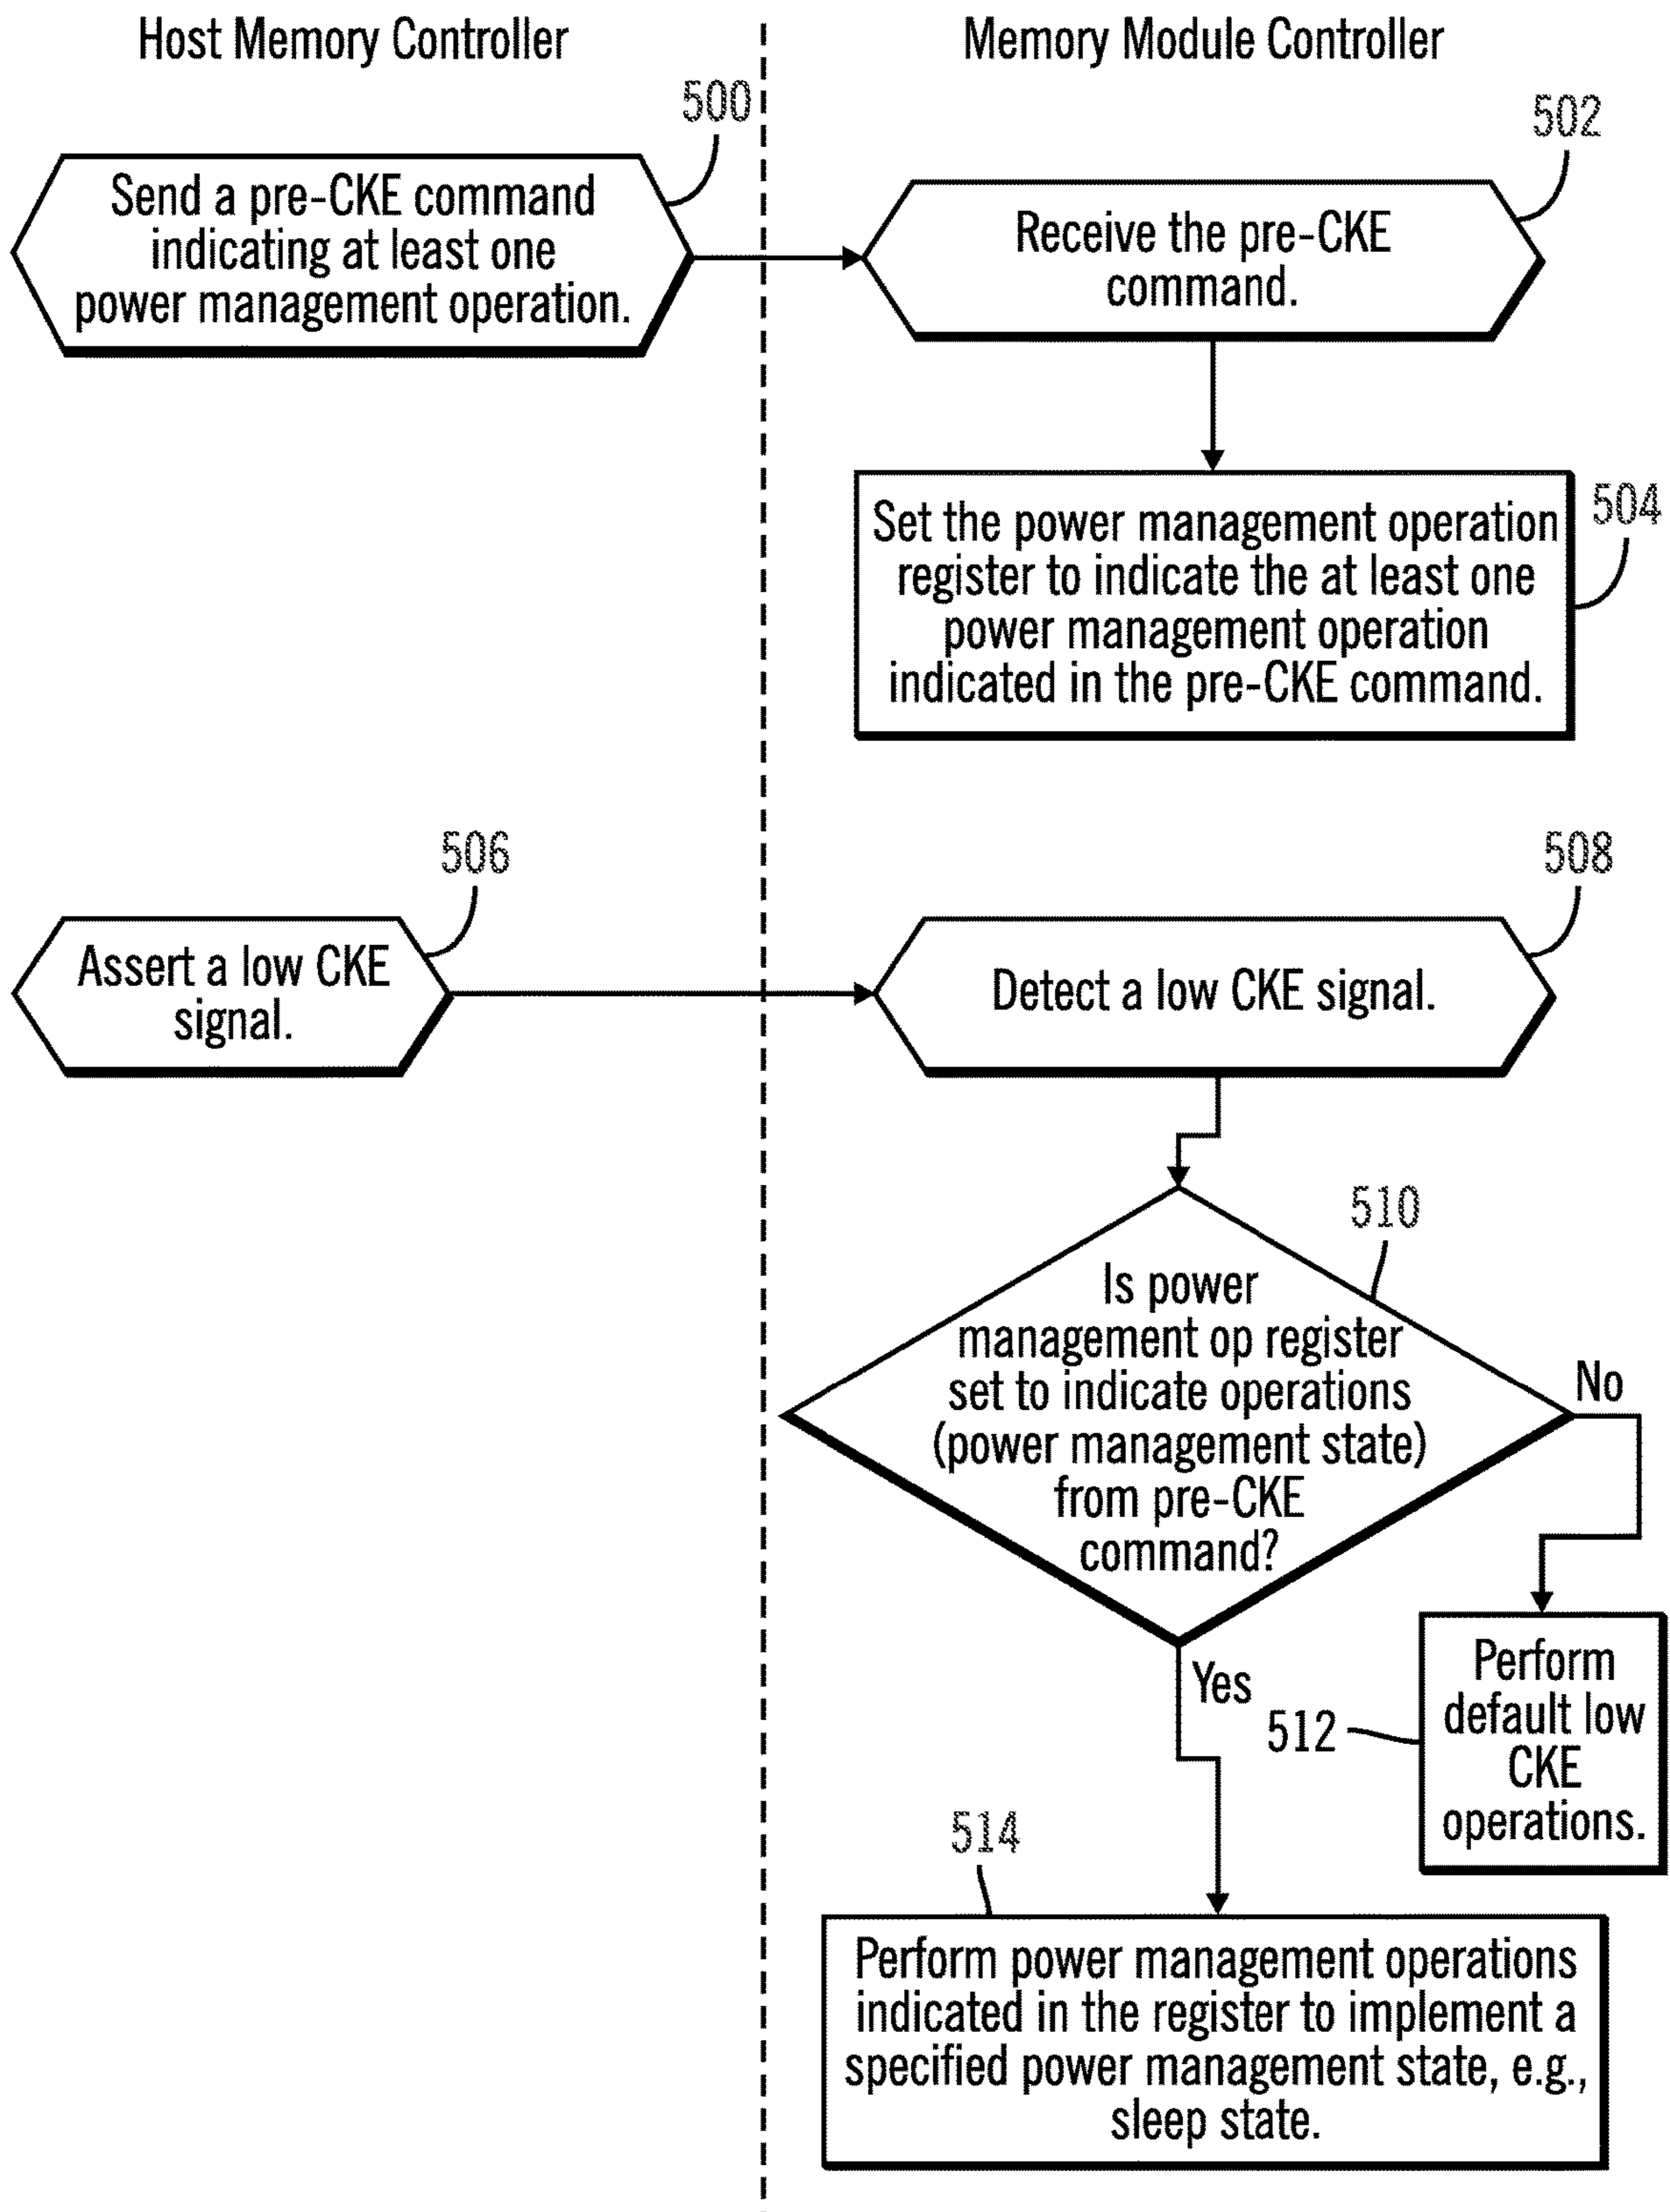 Host Memory Controller
Memory Module Controller
500
Send a pre-CKE command
indicating at least one
power management operation.
502
Receive the pre-CKE
command.
504
Set the power management operation
register to indicate the at least one
power management operation
indicated in the pre-CKE command.
506
Assert a low CKE
signal.
508
Detect a low CKE signal.
510
Is power
management op register
set to indicate operations
(power management state)
from pre-CKE
command?
No
Yes
512
Perform
default low
CKE
operations.
514
Perform power management operations
indicated in the register to implement a
specified power management state, e.g.,
sleep state.